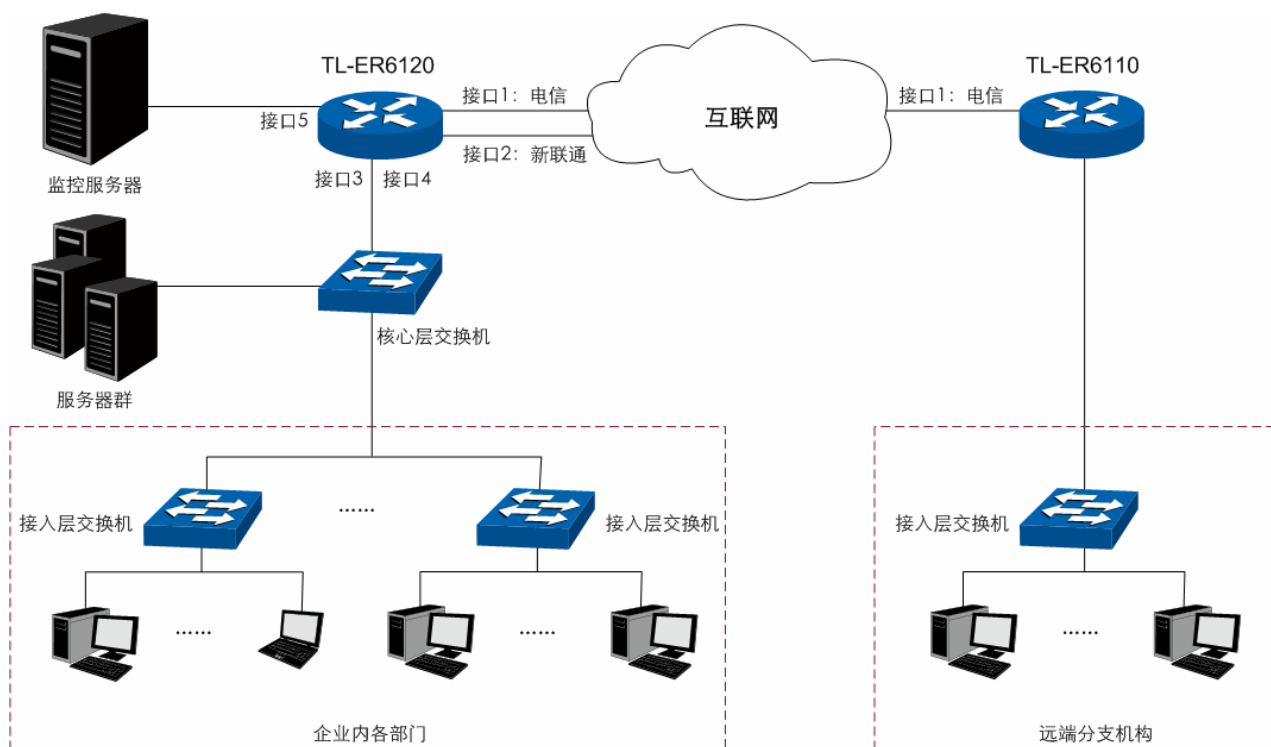 TL-ER6120
TL-ER6110
接口1：电信
接口1：电信
互联网
接口5
接口2：新联通
监控服务器
接口3
接口4
核心层交换机
服务器群
接入层交换机
……
接入层交换机
接入层交换机
……
……
……
企业内各部门
远端分支机构